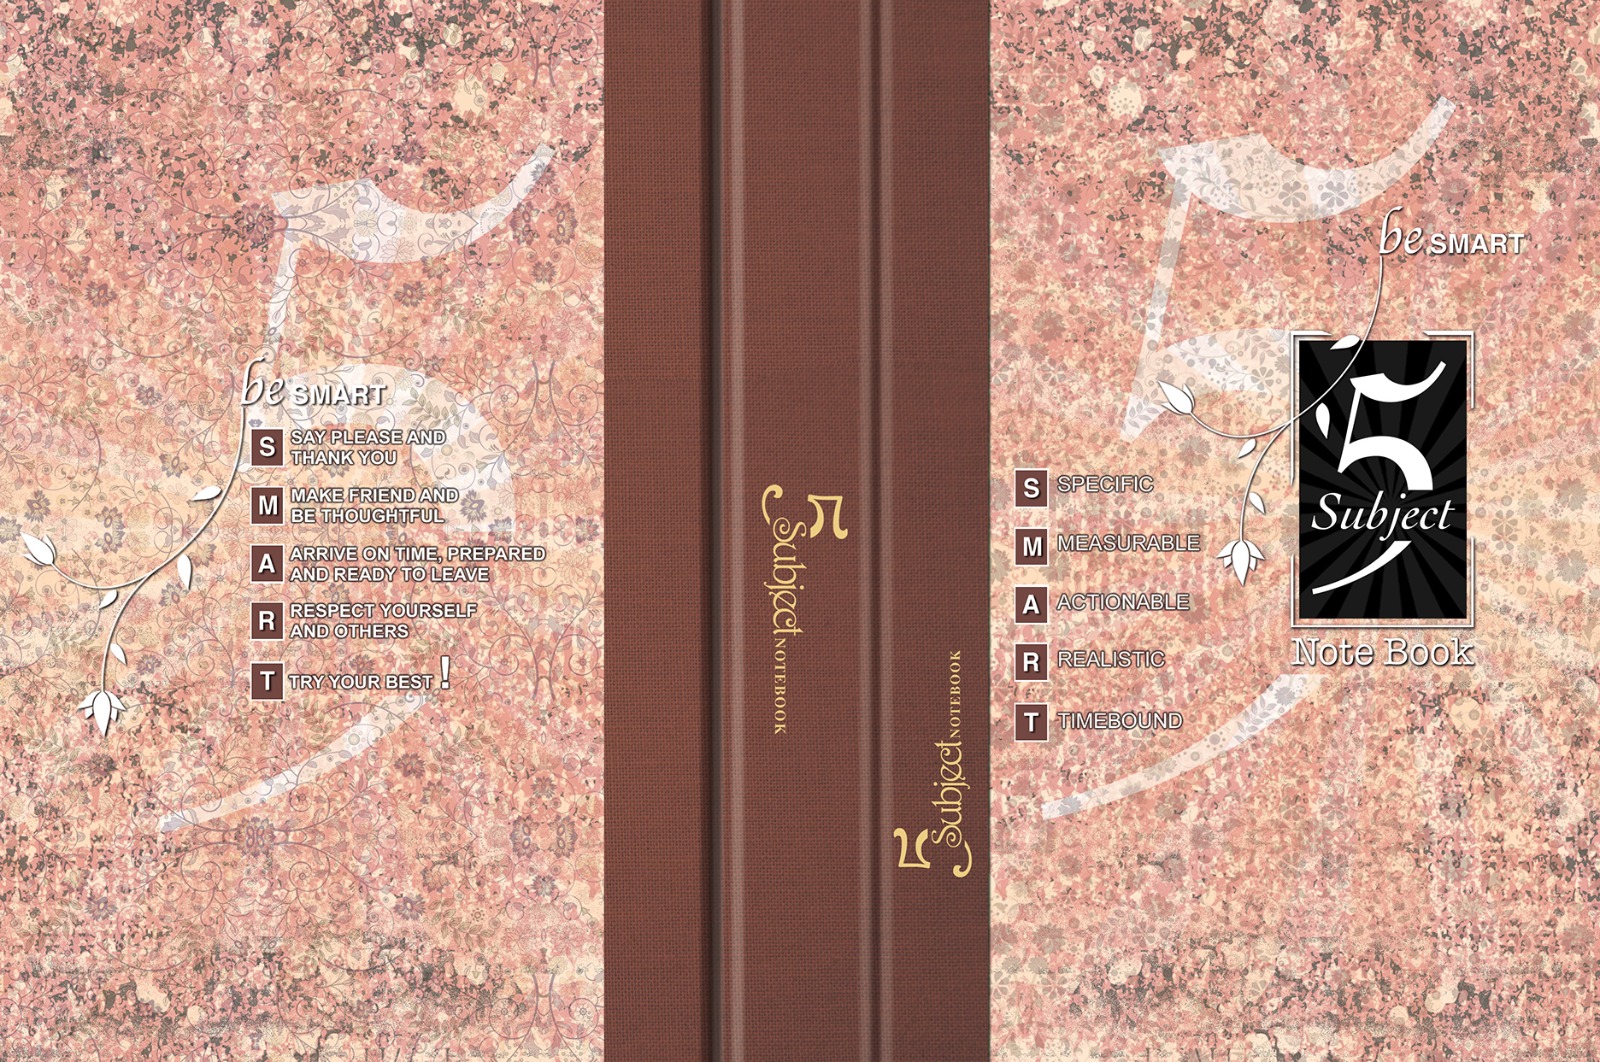 be SMART
S SAY PLEASE AND
THANK YOU
M MAKE FRIEND AND
BE THOUGHTFUL
A ARRIVE ON TIME, PREPARED
AND READY TO LEAVE
R RESPECT YOURSELF
AND OTHERS
T TRY YOUR BEST !
5 Subject NOTEBOOK
5 Subject NOTEBOOK
be SMART
5
Subject
Note Book
S SPECIFIC
M MEASURABLE
A ACTIONABLE
R REALISTIC
T TIMEBOUND
5
5